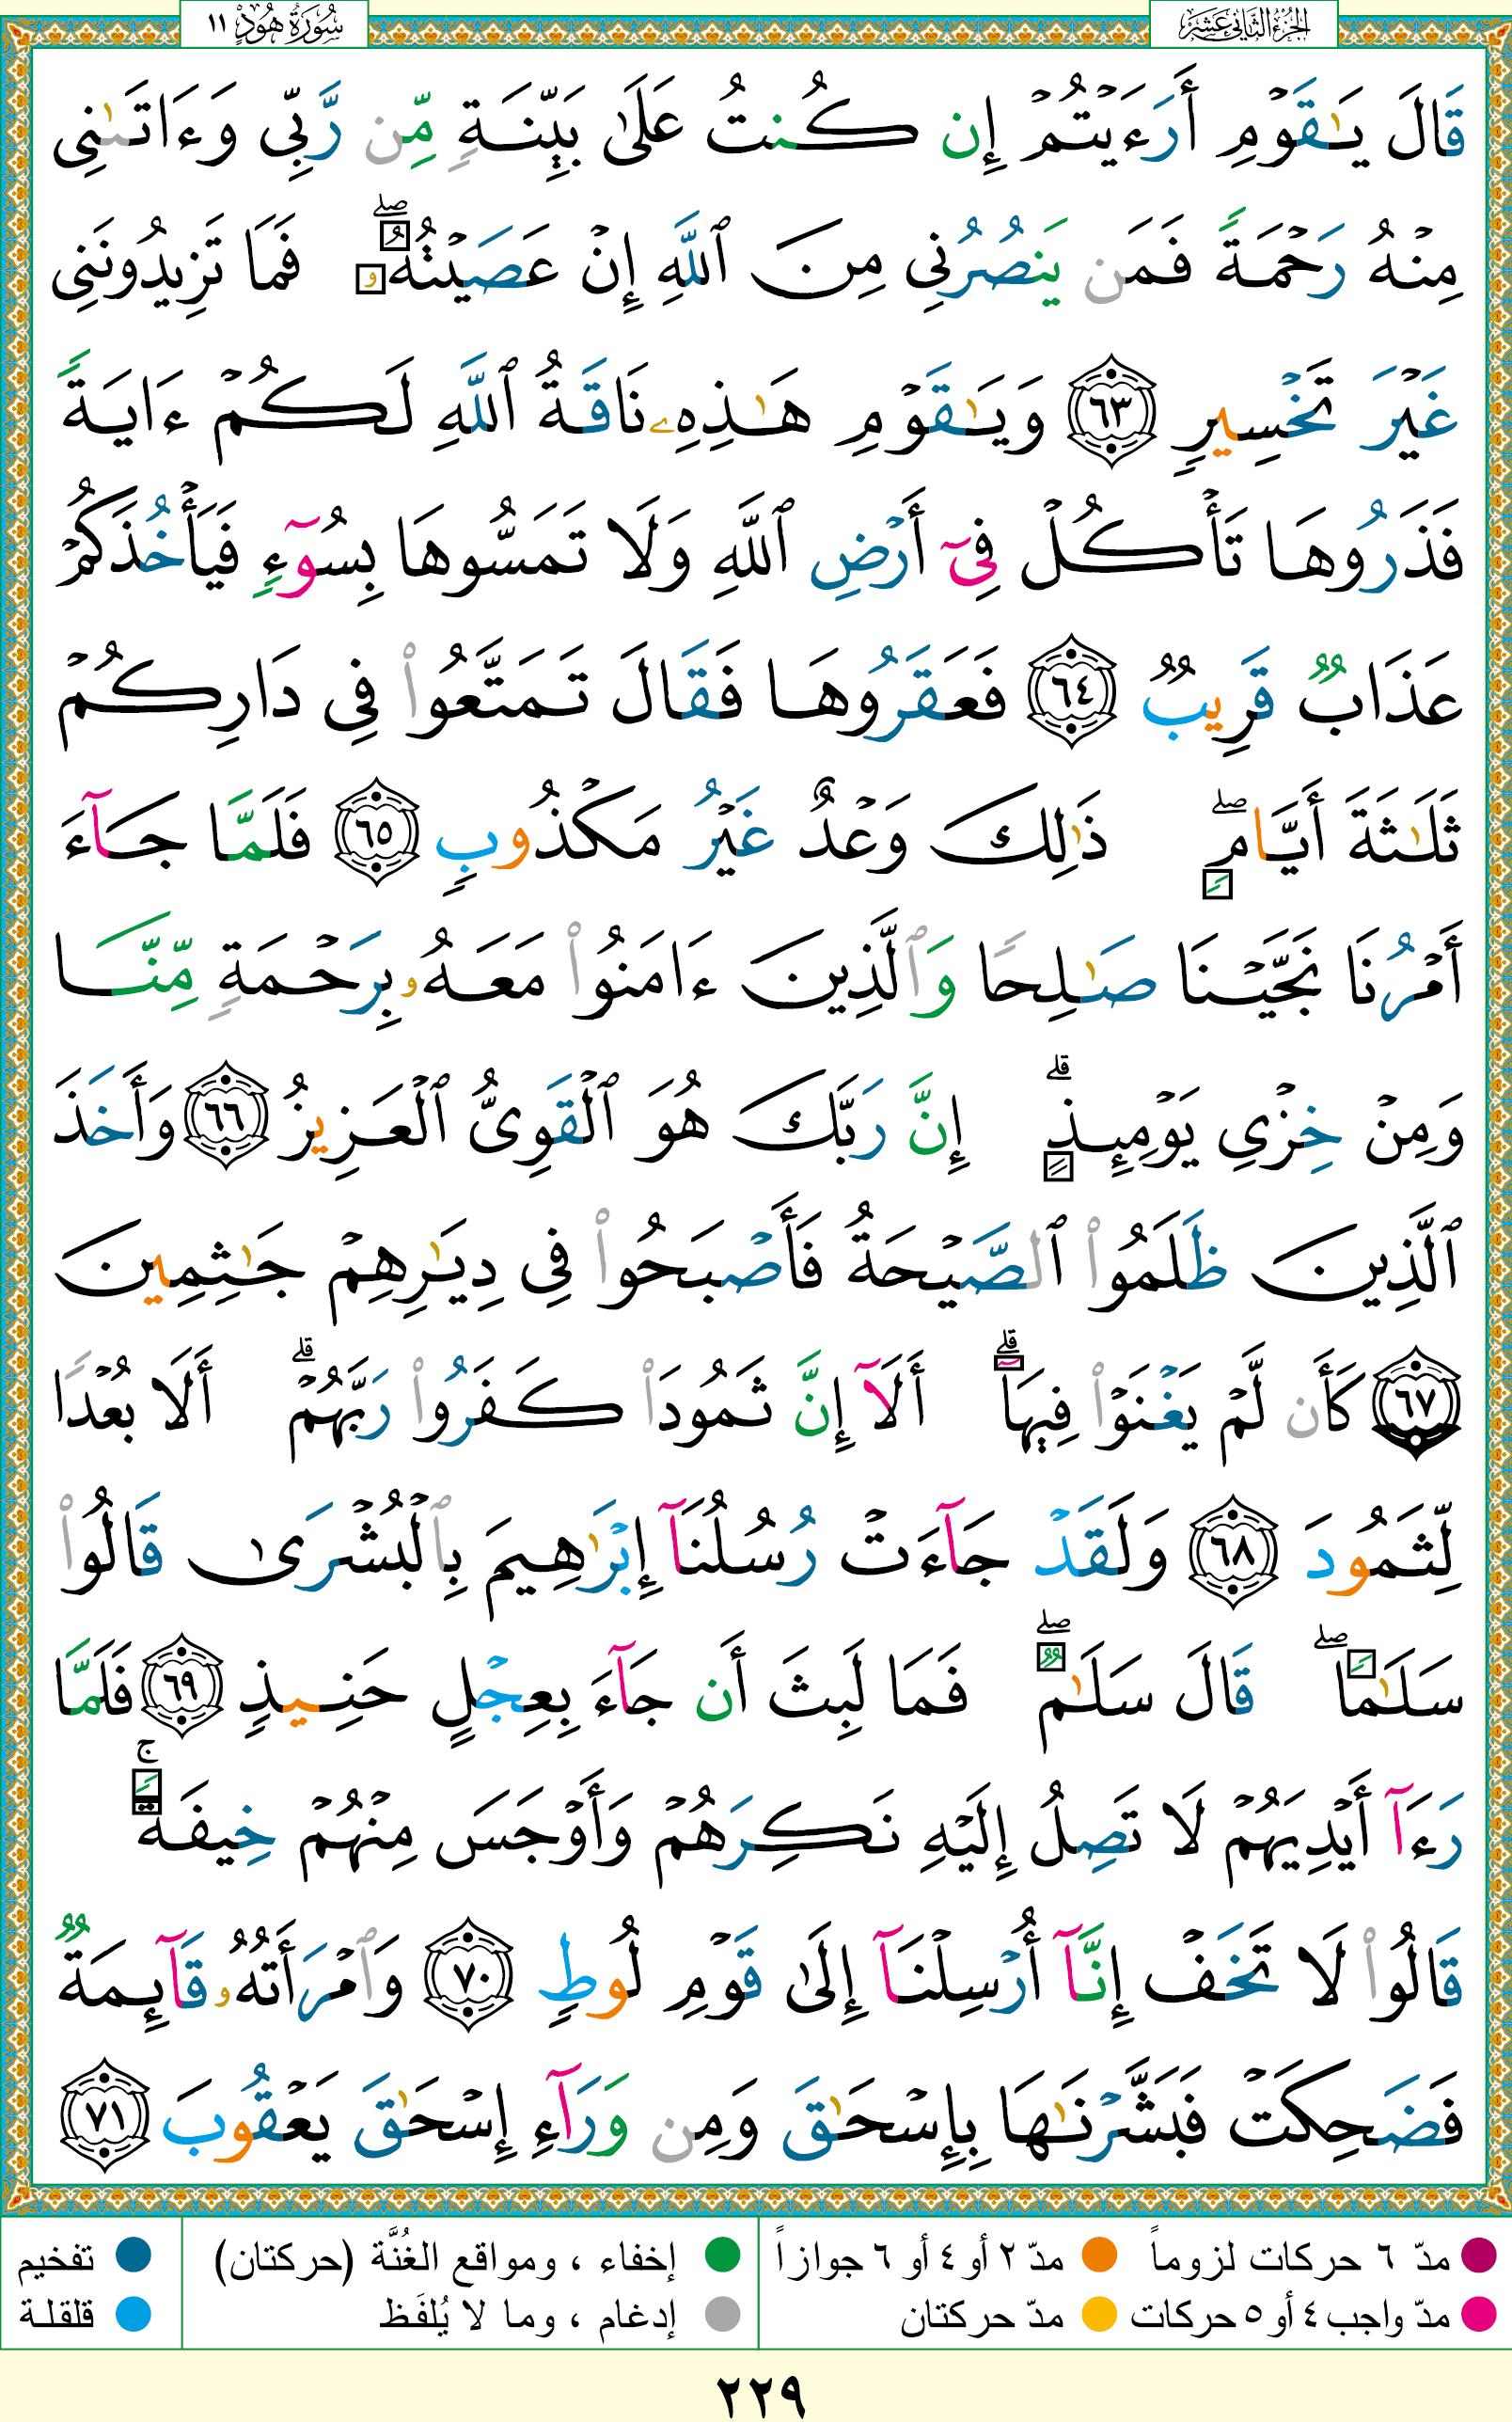 الجزء الثاني عشر
سُورَةُ هُودٍ ١١
قَالَ يَـٰقَوۡمِ أَرَءَيۡتُمۡ إِن كُنتُ عَلَىٰ بَيِّنَةٍ مِّن رَّبِّي وَءَاتَىٰنِي
مِنۡهُ رَحۡمَةً فَمَن يَنصُرُنِي مِنَ ٱللَّهِ إِنۡ عَصَيۡتُهُۥۖ فَمَا تَزِيدُونَنِي
غَيۡرَ تَخۡسِيرٍ ٦٣ وَيَـٰقَوۡمِ هَـٰذِهِۦ نَاقَةُ ٱللَّهِ لَكُمۡ ءَايَةً
فَذَرُوهَا تَأۡكُلۡ فِيٓ أَرۡضِ ٱللَّهِ وَلَا تَمَسُّوهَا بِسُوٓءٍ فَيَأۡخُذَكُمۡ
عَذَابٌ قَرِيبٌ ٦٤ فَعَقَرُوهَا فَقَالَ تَمَتَّعُواْ فِي دَارِكُمۡ
ثَلَـٰثَةَ أَيَّامٍۖ ذَٰلِكَ وَعۡدٌ غَيۡرُ مَكۡذُوبٍ ٦٥ فَلَمَّا جَآءَ
أَمۡرُنَا نَجَّيۡنَا صَـٰلِحًا وَٱلَّذِينَ ءَامَنُواْ مَعَهُۥ بِرَحۡمَةٍ مِّنَّا
وَمِنۡ خِزۡيِ يَوۡمِئِذٍۗ إِنَّ رَبَّكَ هُوَ ٱلۡقَوِيُّ ٱلۡعَزِيزُ ٦٦ وَأَخَذَ
ٱلَّذِينَ ظَلَمُواْ ٱلصَّيۡحَةُ فَأَصۡبَحُواْ فِي دِيَـٰرِهِمۡ جَـٰثِمِينَ
٦٧ كَأَن لَّمۡ يَغۡنَوۡاْ فِيهَآۗ أَلَآ إِنَّ ثَمُودَاْ كَفَرُواْ رَبَّهُمۡۗ أَلَا بُعۡدًا
لِّثَمُودَ ٦٨ وَلَقَدۡ جَآءَتۡ رُسُلُنَآ إِبۡرَٰهِيمَ بِٱلۡبُشۡرَىٰ قَالُواْ
سَلَـٰمًاۖ قَالَ سَلَـٰمٌۖ فَمَا لَبِثَ أَن جَآءَ بِعِجۡلٍ حَنِيذٍ ٦٩ فَلَمَّا
رَءَآ أَيۡدِيَهُمۡ لَا تَصِلُ إِلَيۡهِ نَكِرَهُمۡ وَأَوۡجَسَ مِنۡهُمۡ خِيفَةًۚ
قَالُواْ لَا تَخَفۡ إِنَّآ أُرۡسِلۡنَآ إِلَىٰ قَوۡمِ لُوطٍ ٧٠ وَٱمۡرَأَتُهُۥ قَآئِمَةٌ
فَضَحِكَتۡ فَبَشَّرۡنَـٰهَا بِإِسۡحَـٰقَ وَمِن وَرَآءِ إِسۡحَـٰقَ يَعۡقُوبَ ٧١
مدّ ٦ حركات لزوماً مدّ ٢ أو ٤ أو ٦ جوازاً إخفاء ، ومواقع الغُنَّة (حركتان) تفخيم
مدّ واجب ٤ أو ٥ حركات مدّ حركتان إدغام ، وما لا يُلفَظ قلقلة
٢٢٩